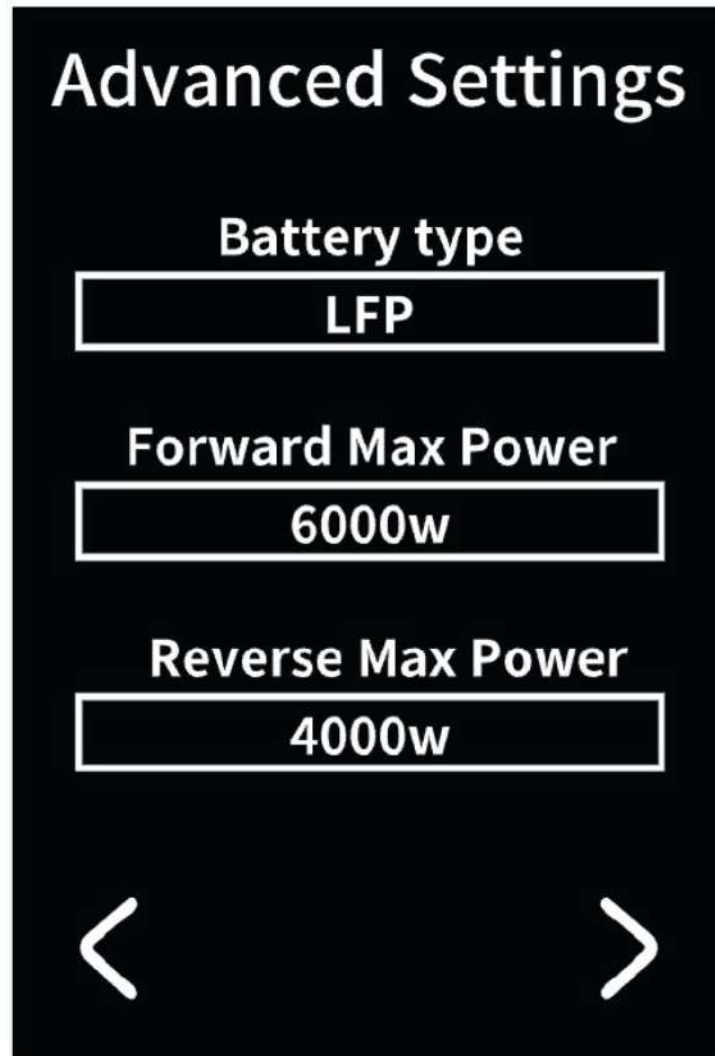 Advanced Settings
Battery type
LFP
Forward Max Power
6000w
Reverse Max Power
4000w